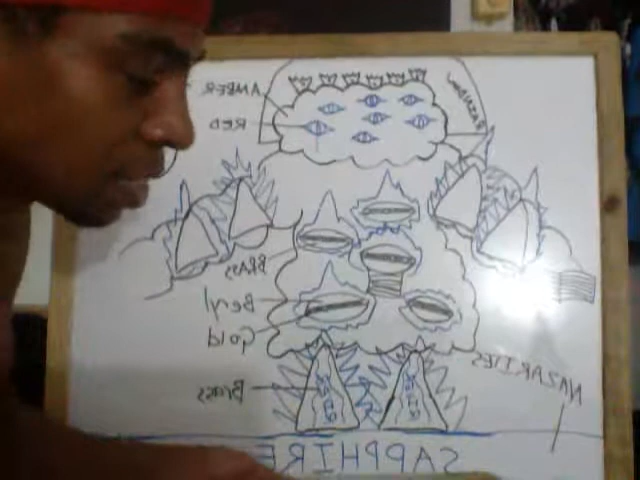 AMBER
RED
BRASS
Beryl
Gold
Brass
NAZARITES
SAPPHIRE